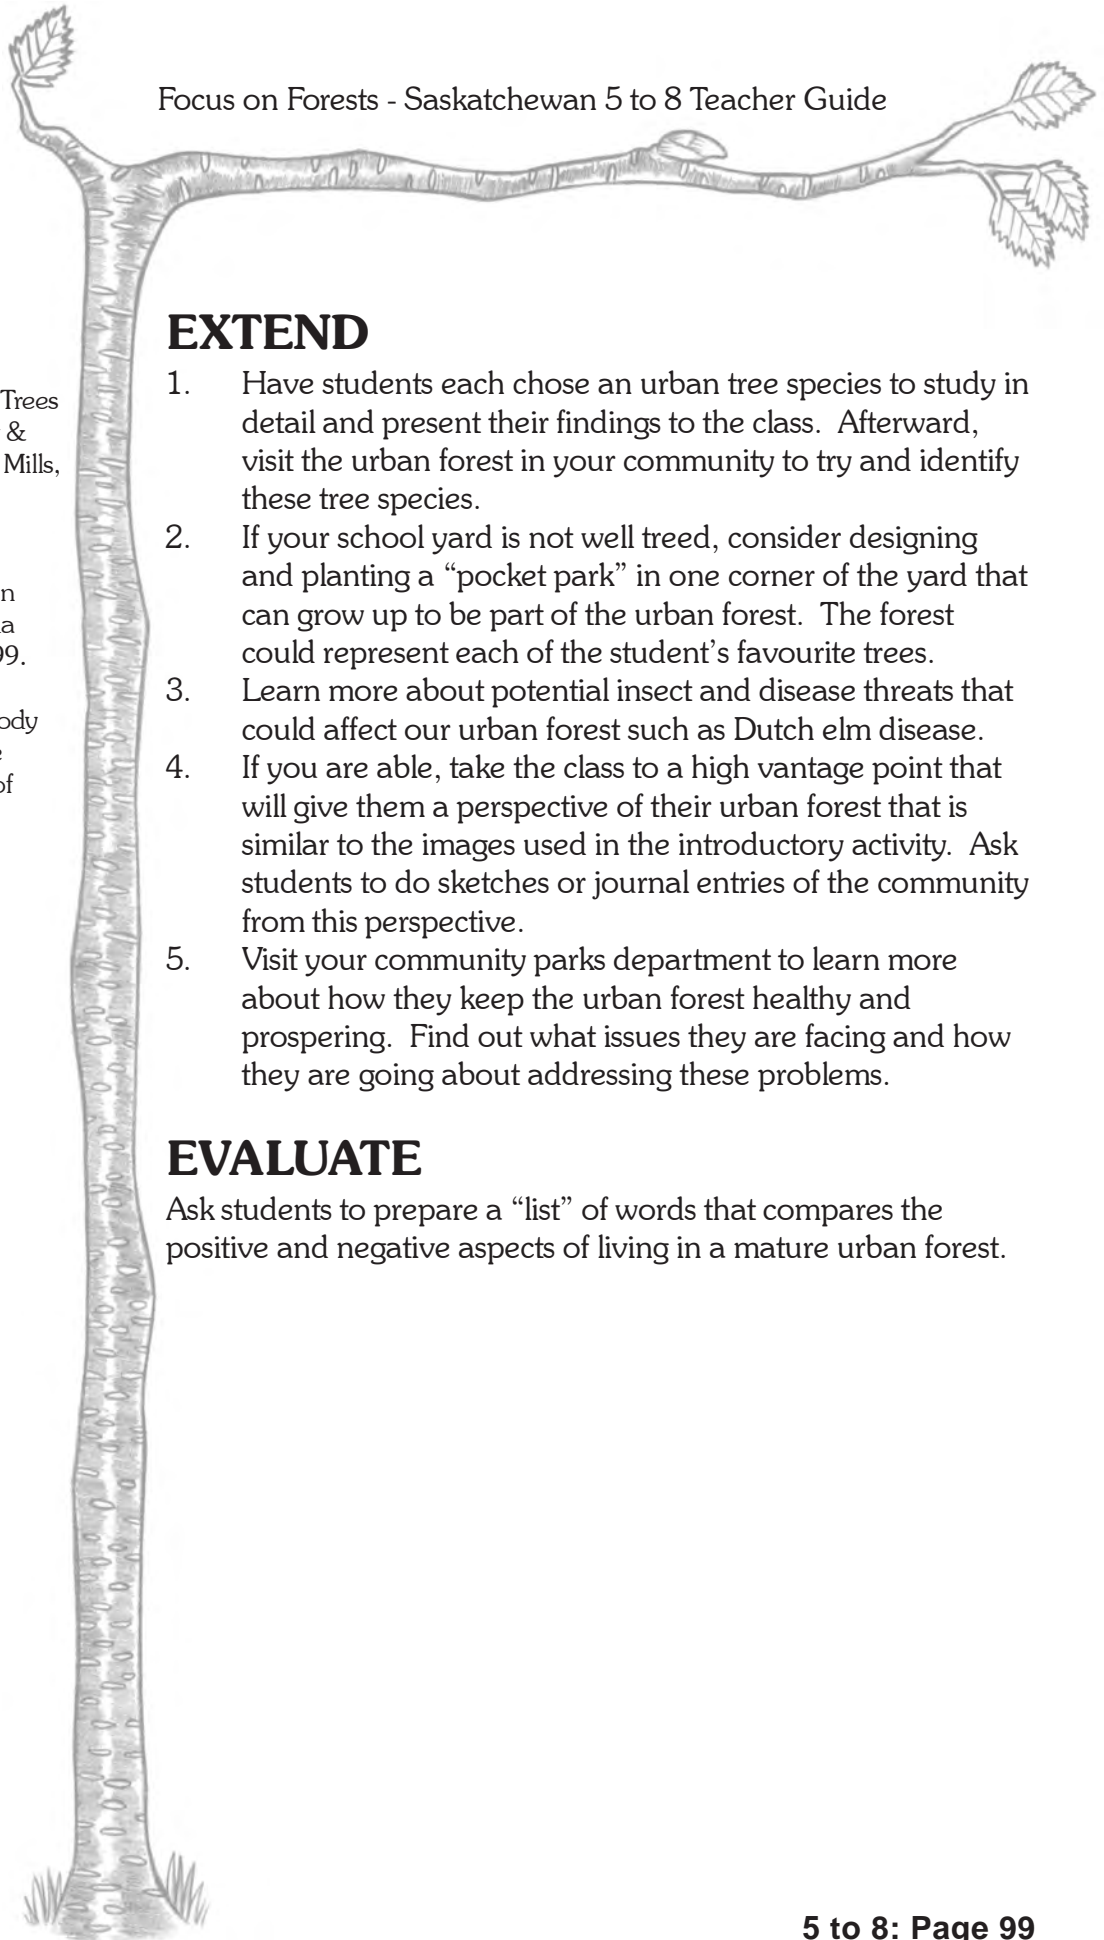 Focus on Forests - Saskatchewan 5 to 8 Teacher Guide
Trees
&
Mills,
99.
of
EXTEND
1. Have students each chose an urban tree species to study in
detail and present their findings to the class. Afterward,
visit the urban forest in your community to try and identify
these tree species.
2. If your school yard is not well treed, consider designing
and planting a “pocket park” in one corner of the yard that
can grow up to be part of the urban forest. The forest
could represent each of the student’s favourite trees.
3. Learn more about potential insect and disease threats that
could affect our urban forest such as Dutch elm disease.
4. If you are able, take the class to a high vantage point that
will give them a perspective of their urban forest that is
similar to the images used in the introductory activity. Ask
students to do sketches or journal entries of the community
from this perspective.
5. Visit your community parks department to learn more
about how they keep the urban forest healthy and
prospering. Find out what issues they are facing and how
they are going about addressing these problems.
EVALUATE
Ask students to prepare a “list” of words that compares the
positive and negative aspects of living in a mature urban forest.
5 to 8: Page 99